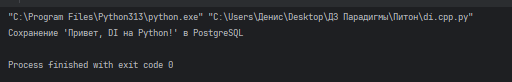 "C:\Program Files\Python313\python.exe" "C:\Users\Денис\Desktop\ДЗ Парадигмы\Питон\di.cpp.py"
Сохранение 'Привет, DI на Python!' в PostgreSQL
Process finished with exit code 0